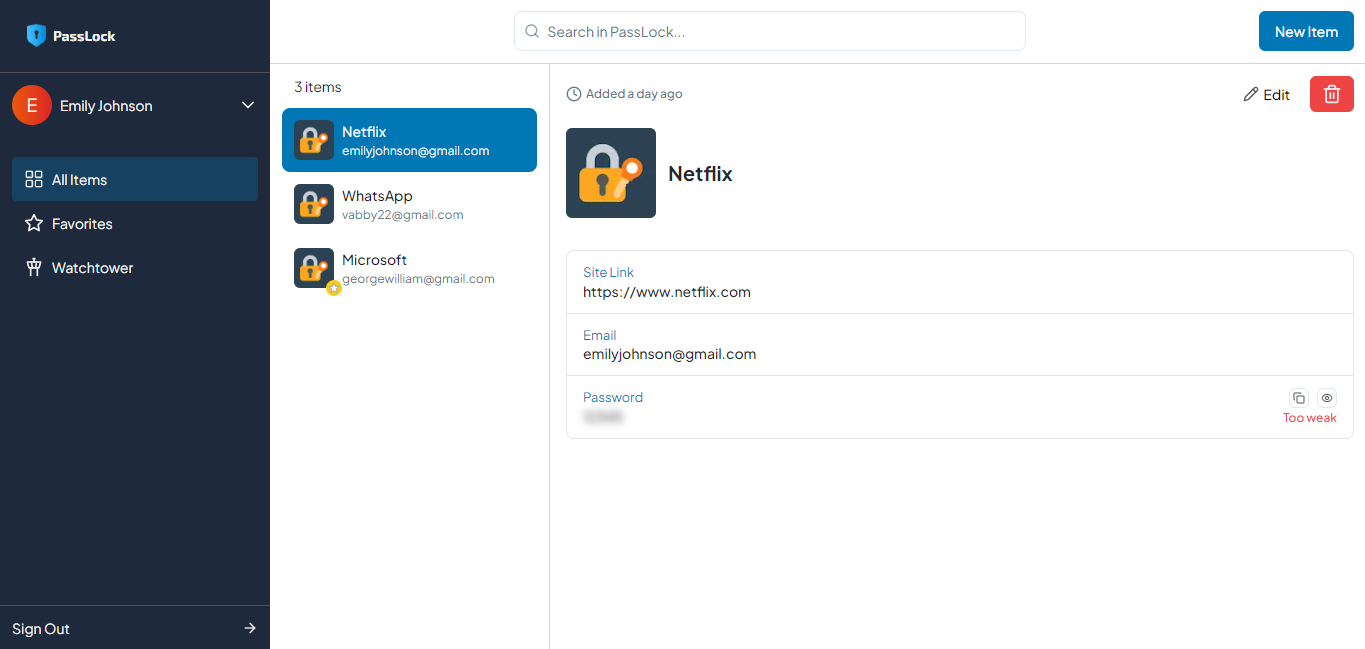 PassLock
Search in PassLock...
New Item
E
Emily Johnson
All Items
Favorites
Watchtower
Sign Out
3 items
Netflix
emilyjohnson@gmail.com
WhatsApp
vabby22@gmail.com
Microsoft
georgewilliam@gmail.com
Added a day ago
Edit
Netflix
Site Link
https://www.netflix.com
Email
emilyjohnson@gmail.com
Password
Too weak